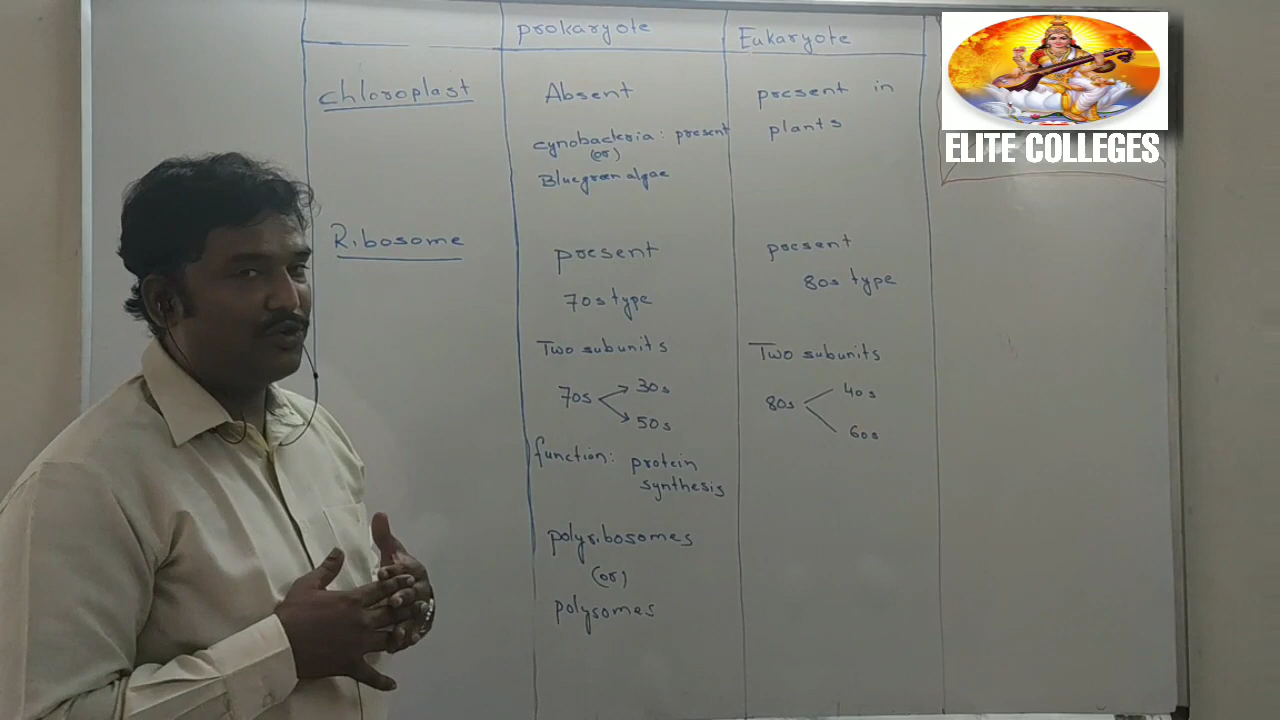 prokaryote
Eukaryote
chloroplast
Absent
present in
plants
cynobackria: present
(or)
Bluegreen algae
Ribosome
present
present
70s type
80s type
Two subunits
Two subunits
70s
30s
50s
80s
40s
60s
function: protein
synthesis
polyribosomes
(or)
polysomes
ELITE COLLEGES